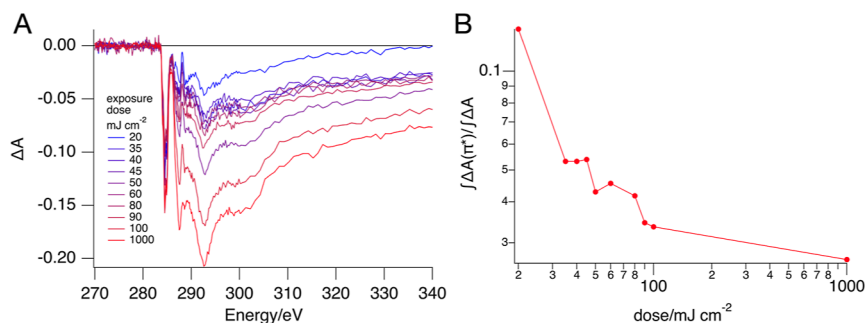 A
ΔA
0.00
-0.05
-0.10
-0.15
-0.20
exposure
dose
mJ cm-2
20
35
40
45
50
60
80
90
100
1000
270 280 290 300 310 320 330 340
Energy/eV
B
∫ΔA(π*)/∫ΔA
0.1
9
8
7
6
5
4
3
2 3 4 5 6 7 8 100 2 3 4 5 6 7 8 1000
dose/mJ cm-2